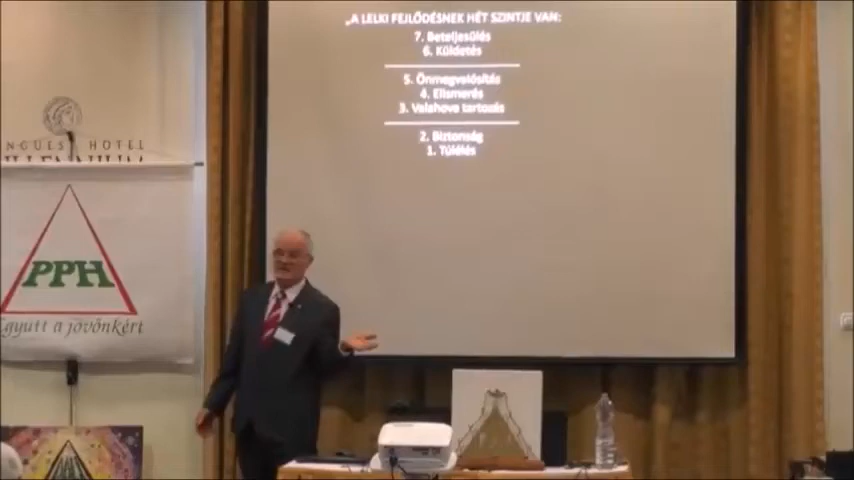 „A LELKI FEJLŐDÉSNEK HÉT SZINTJE VAN:
7. Beteljesülés
6. Küldetés
5. Önmegvalósítás
4. Elismerés
3. Valahova tartozás
2. Biztonság
1. Túlélés
HOTEL
PPH
Együtt a jövőnkért